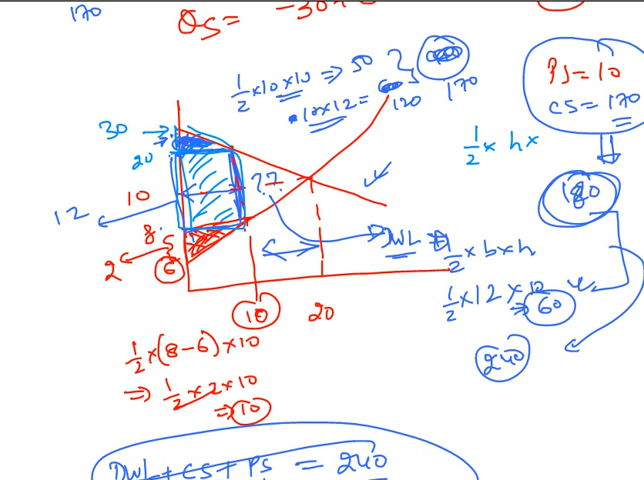 170
Qs = -30+
1/2 × 10 × 10 ⇒ 50
10×12 = 120
170
PS = 10
CS = 170
1/2 × h ×
180
30
20
10
12
8
2
6
??
DWL
1/2 × b × h
1/2 × 12 × 10
⇒ 60
240
10
20
1/2 × (8-6) × 10
⇒ 1/2 × 2 × 10
⇒ 10
DWL + CS + PS = 240